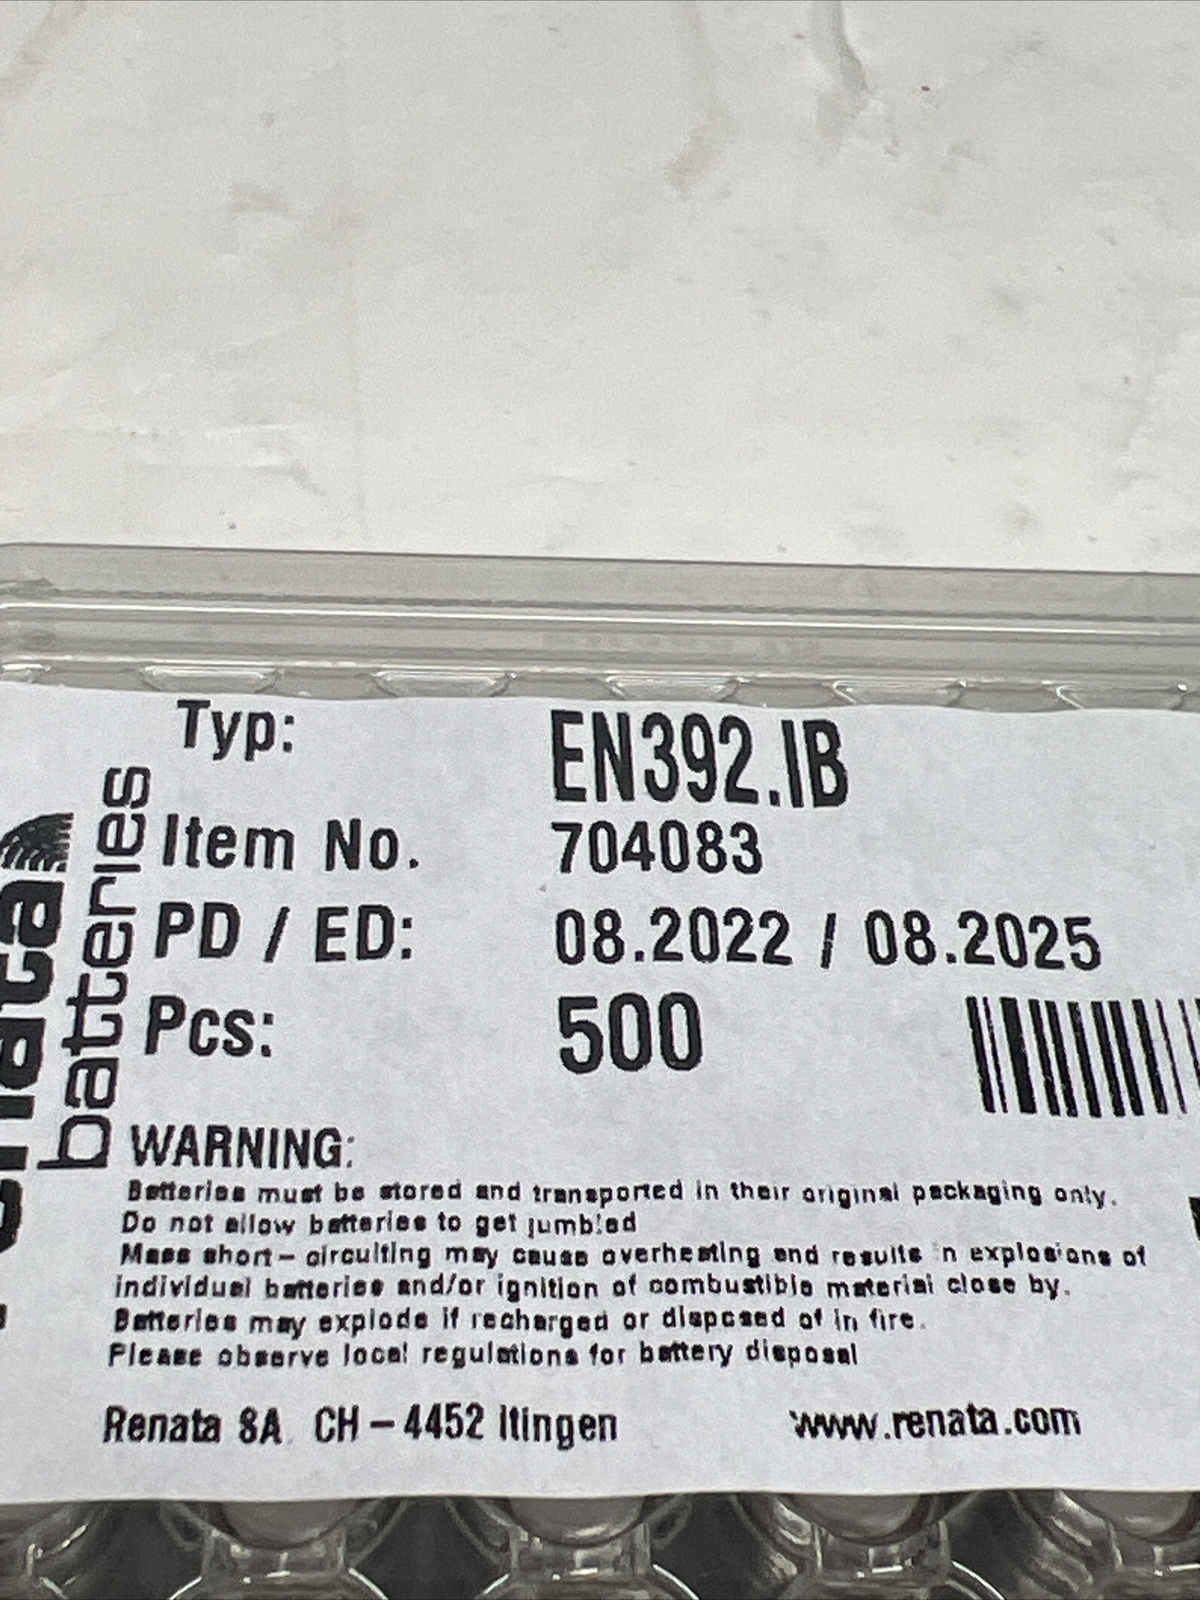 Typ: EN392.IB
Item No. 704083
PD / ED: 08.2022 / 08.2025
Pcs: 500
WARNING:
Batteries must be stored and transported in their original packaging only.
Do not allow batteries to get jumbled
Mass short- circuiting may cause overheating and results in explosions of
individual batteries and/or ignition of combustible material close by.
Batteries may explode if recharged or disposed of in fire.
Please observe local regulations for battery disposal
Renata SA CH-4452 Itingen www.renata.com
enata
batteries